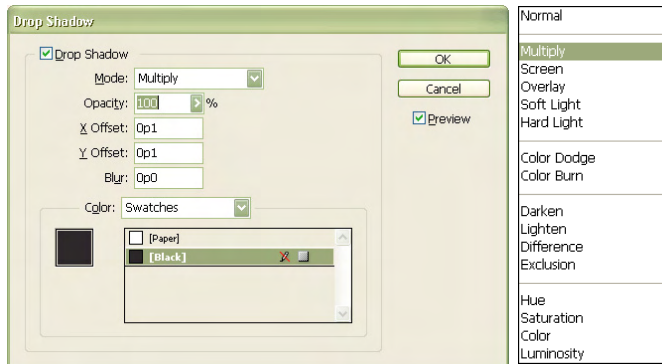 Drop Shadow
Drop Shadow
Mode: Multiply
Opacity: 100 %
X Offset: 0p1
Y Offset: 0p1
Blur: 0p0
Color: Swatches
[Paper]
[Black]
OK
Cancel
Preview
Normal
Multiply
Screen
Overlay
Soft Light
Hard Light
Color Dodge
Color Burn
Darken
Lighten
Difference
Exclusion
Hue
Saturation
Color
Luminosity